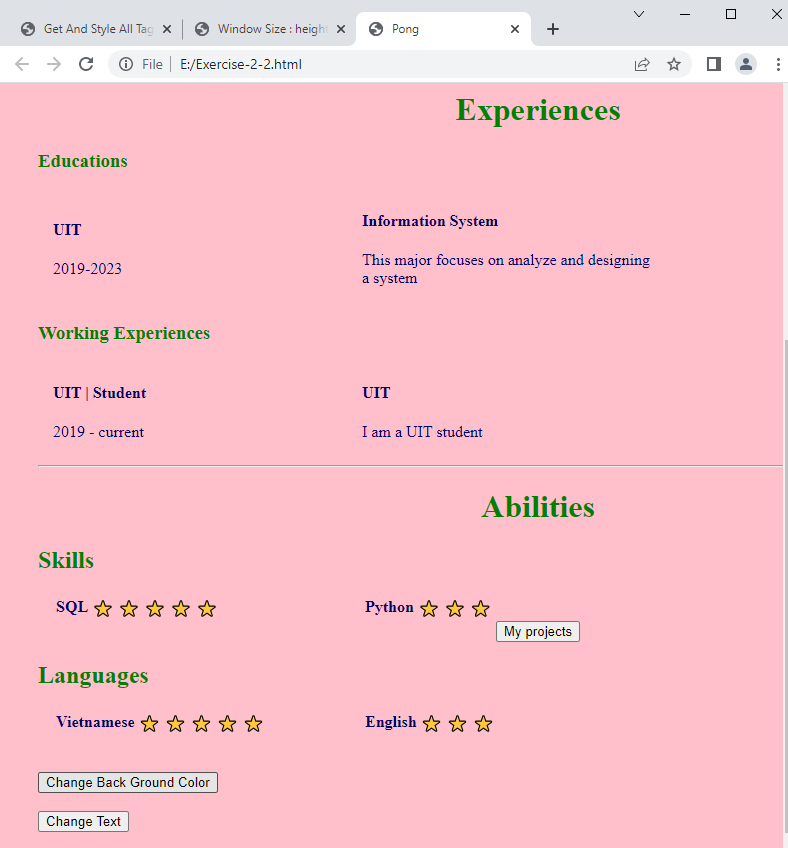 Get And Style All Tag
Window Size : height
Pong
File
E:/Exercise-2-2.html
Experiences
Educations
UIT
Information System
2019-2023
This major focuses on analyze and designing
a system
Working Experiences
UIT | Student
UIT
2019 - current
I am a UIT student
Abilities
Skills
SQL
Python
My projects
Languages
Vietnamese
English
Change Back Ground Color
Change Text